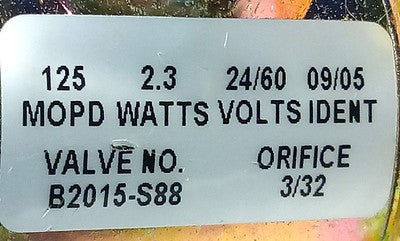 125 2.3 24/60 09/05
MOPD WATTS VOLTS IDENT
VALVE NO. ORIFICE
B2015-S88 3/32